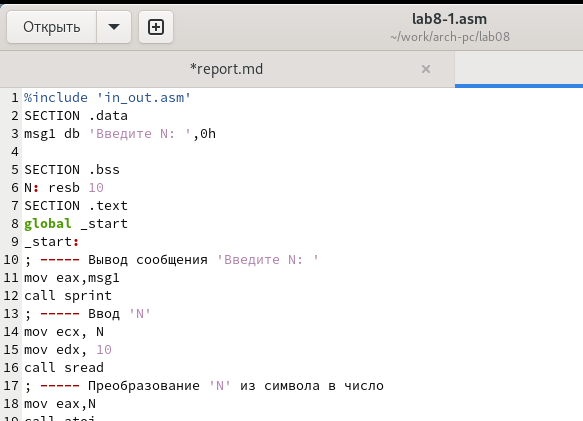 Открыть
lab8-1.asm
~/work/arch-pc/lab08
*report.md
1 %include 'in_out.asm'
2 SECTION .data
3 msg1 db 'Введите N: ',0h
4
5 SECTION .bss
6 N: resb 10
7 SECTION .text
8 global _start
9 _start:
10 ; ----- Вывод сообщения 'Введите N: '
11 mov eax,msg1
12 call sprint
13 ; ----- Ввод 'N'
14 mov ecx, N
15 mov edx, 10
16 call sread
17 ; ----- Преобразование 'N' из символа в число
18 mov eax,N
19 call atoi